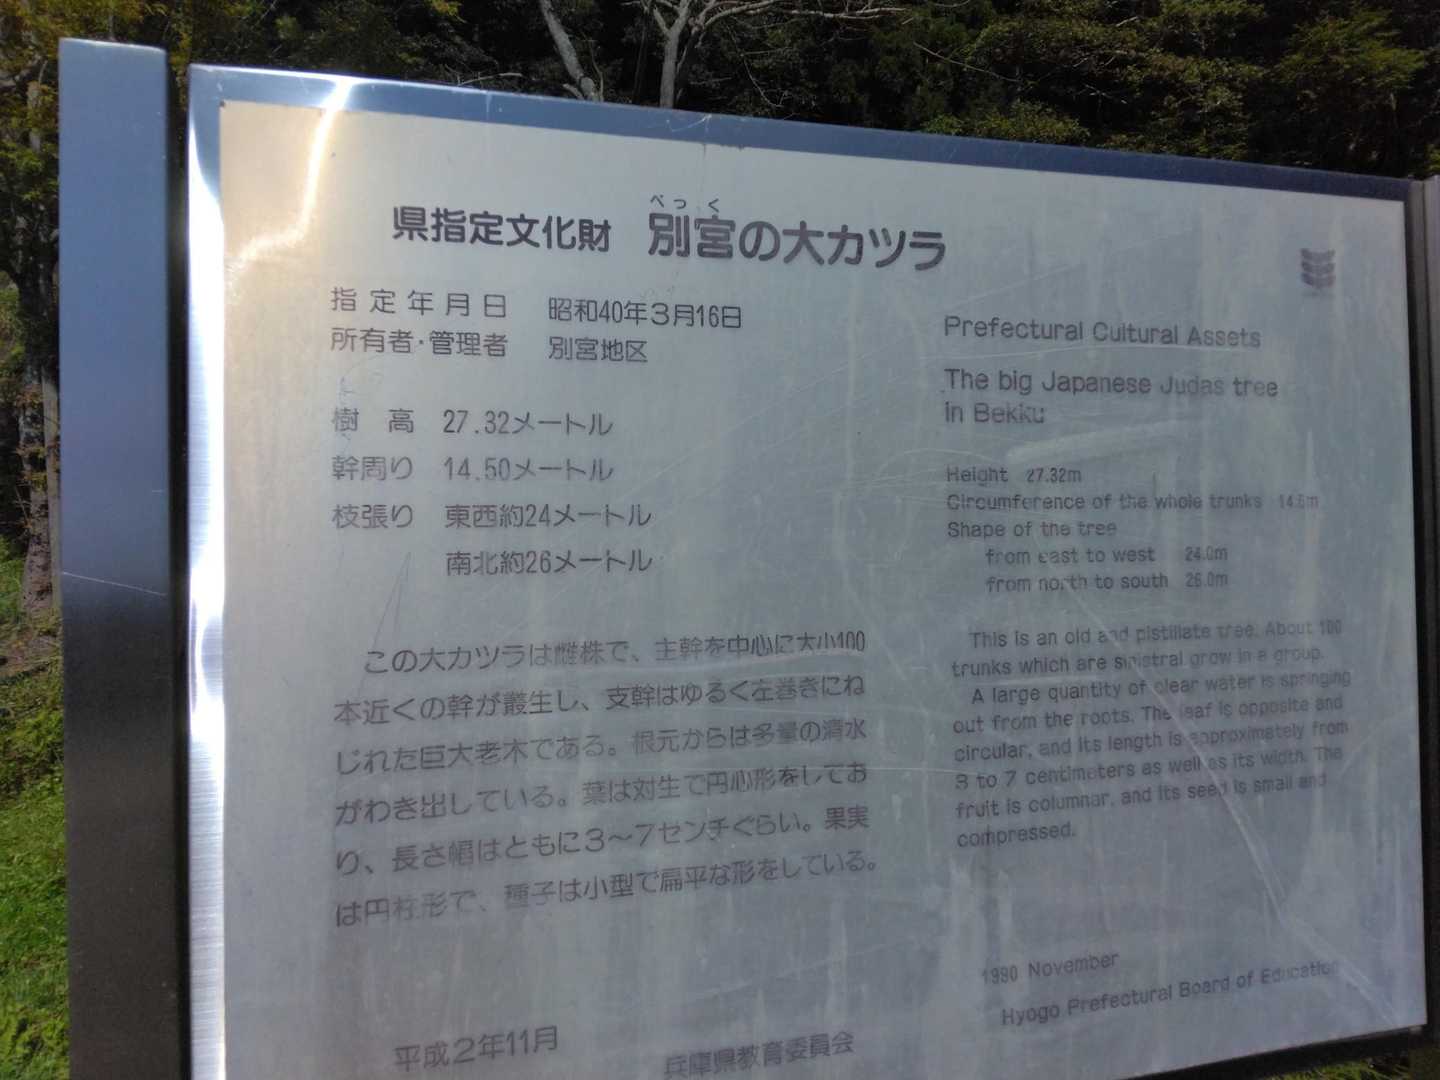 べっく
県指定文化財 別宮の大カツラ
指定年月日 昭和40年3月16日
所有者・管理者 別宮地区
樹高 27.32メートル
幹周り 14.50メートル
枝張り 東西約24メートル
南北約26メートル
この大カツラは雌株で、主幹を中心に大小100
本近くの幹が叢生し、支幹はゆるく左巻きにね
じれた巨大老木である。根元からは多量の清水
がわき出している。葉は対生で円心形をしてお
り、長さ幅はともに3〜7センチぐらい。果実
は円柱形で、種子は小型で扁平な形をしている。
平成2年11月
兵庫県教育委員会
Prefectural Cultural Assets
The big Japanese Judas tree
in Bekku
Height 27.32m
Circumference of the whole trunks 14.5m
Shape of the tree
from east to west 24.0m
from north to south 26.0m
This is an old and pistillate tree. About 100
trunks which are sinistral grow in a group.
A large quantity of clear water is springing
out from the roots. The leaf is opposite and
circular, and its length is approximately from
3 to 7 centimeters as well as its width. The
fruit is columnar, and its seed is small and
compressed.
1990 November
Hyogo Prefectural Board of Education